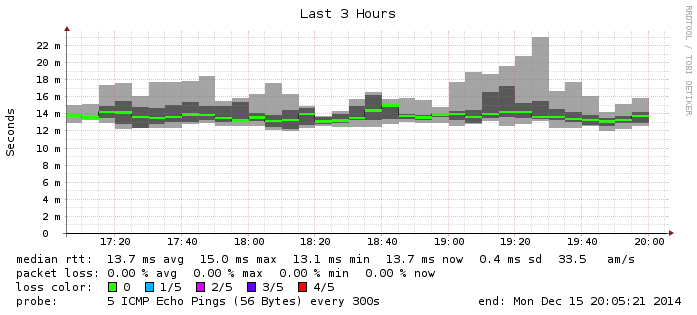 Last 3 Hours
RRDTOOL / TOBI OETIKER
Seconds
22 m
20 m
18 m
16 m
14 m
12 m
10 m
8 m
6 m
4 m
2 m
0
17:20 17:40 18:00 18:20 18:40 19:00 19:20 19:40 20:00
median rtt: 13.7 ms avg 15.0 ms max 13.1 ms min 13.7 ms now 0.4 ms sd 33.5 am/s
packet loss: 0.00 % avg 0.00 % max 0.00 % min 0.00 % now
loss color: 0 1/5 2/5 3/5 4/5
probe: 5 ICMP Echo Pings (56 Bytes) every 300s end: Mon Dec 15 20:05:21 2014